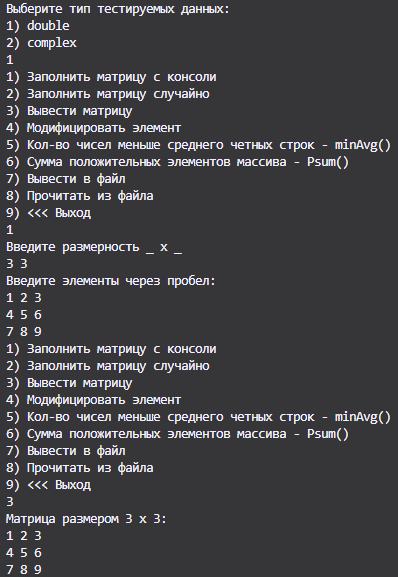 Выберите тип тестируемых данных:
1) double
2) complex
1
1) Заполнить матрицу с консоли
2) Заполнить матрицу случайно
3) Вывести матрицу
4) Модифицировать элемент
5) Кол-во чисел меньше среднего четных строк - minAvg()
6) Сумма положительных элементов массива - Psum()
7) Вывести в файл
8) Прочитать из файла
9) <<< Выход
1
Введите размерность _ x _
3 3
Введите элементы через пробел:
1 2 3
4 5 6
7 8 9
1) Заполнить матрицу с консоли
2) Заполнить матрицу случайно
3) Вывести матрицу
4) Модифицировать элемент
5) Кол-во чисел меньше среднего четных строк - minAvg()
6) Сумма положительных элементов массива - Psum()
7) Вывести в файл
8) Прочитать из файла
9) <<< Выход
3
Матрица размером 3 x 3:
1 2 3
4 5 6
7 8 9